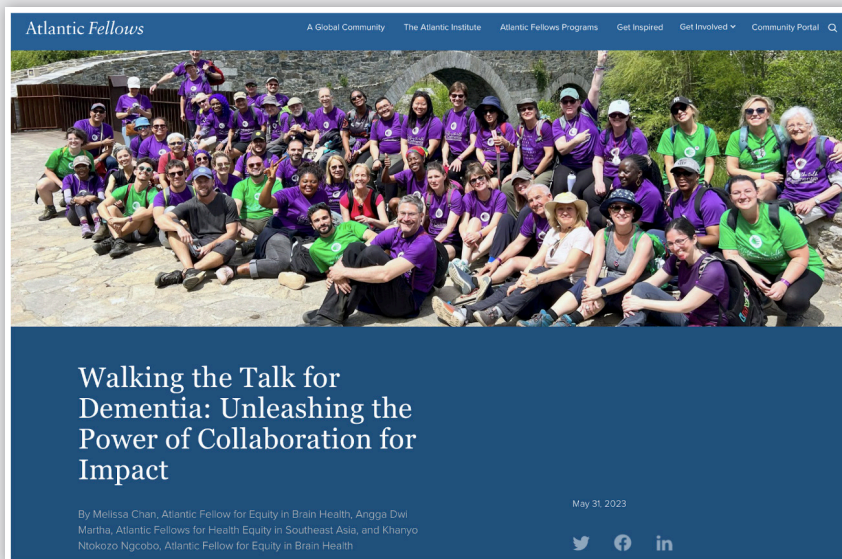 Atlantic Fellows
A Global Community The Atlantic Institute Atlantic Fellows Programs Get Inspired Get Involved Community Portal
Walking the Talk for
Dementia: Unleashing the
Power of Collaboration for
Impact
By Melissa Chan, Atlantic Fellow for Equity in Brain Health, Angga Dwi
Martha, Atlantic Fellows for Health Equity in Southeast Asia, and Khanyo
Ntokozo Ngcobo, Atlantic Fellow for Equity in Brain Health
May 31, 2023